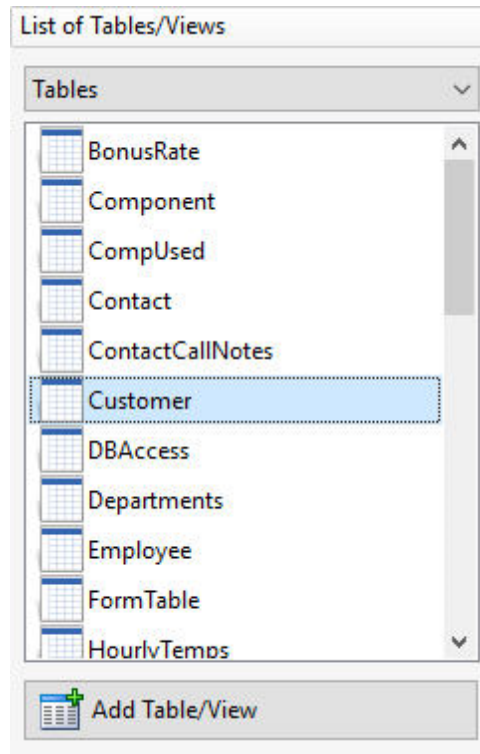 List of Tables/Views
Tables
BonusRate
Component
CompUsed
Contact
ContactCallNotes
Customer
DBAccess
Departments
Employee
FormTable
HourlyTemps
Add Table/View